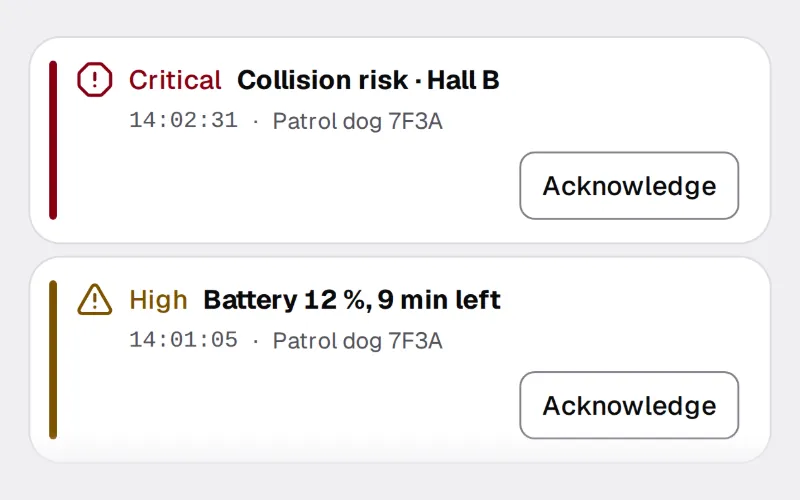 Critical Collision risk · Hall B
14:02:31 · Patrol dog 7F3A
Acknowledge
High Battery 12 %, 9 min left
14:01:05 · Patrol dog 7F3A
Acknowledge